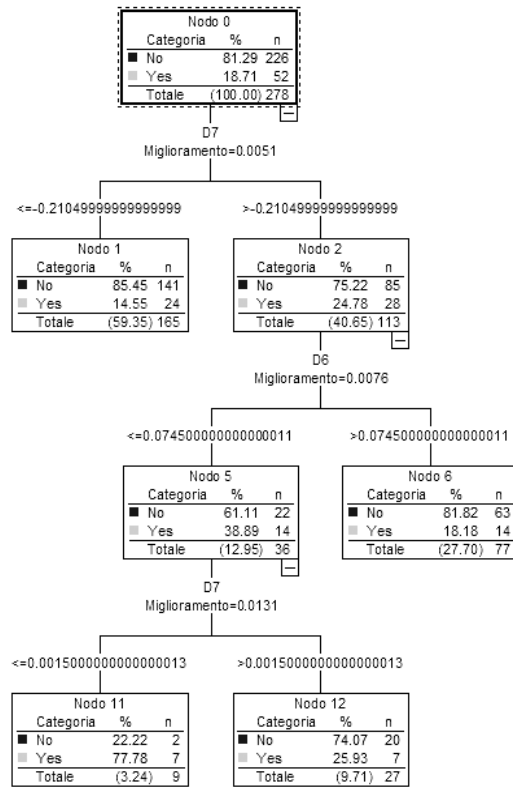 Nodo 0
Categoria % n
No 81.29 226
Yes 18.71 52
Totale (100.00) 278
D7
Miglioramento=0.0051
<=-0.21049999999999999 >-0.21049999999999999
Nodo 1
Categoria % n
No 85.45 141
Yes 14.55 24
Totale (59.35) 165
Nodo 2
Categoria % n
No 75.22 85
Yes 24.78 28
Totale (40.65) 113
D6
Miglioramento=0.0076
<=0.074500000000000011 >0.074500000000000011
Nodo 5
Categoria % n
No 61.11 22
Yes 38.89 14
Totale (12.95) 36
Nodo 6
Categoria % n
No 81.82 63
Yes 18.18 14
Totale (27.70) 77
D7
Miglioramento=0.0131
<=0.0015000000000000013 >0.0015000000000000013
Nodo 11
Categoria % n
No 22.22 2
Yes 77.78 7
Totale (3.24) 9
Nodo 12
Categoria % n
No 74.07 20
Yes 25.93 7
Totale (9.71) 27